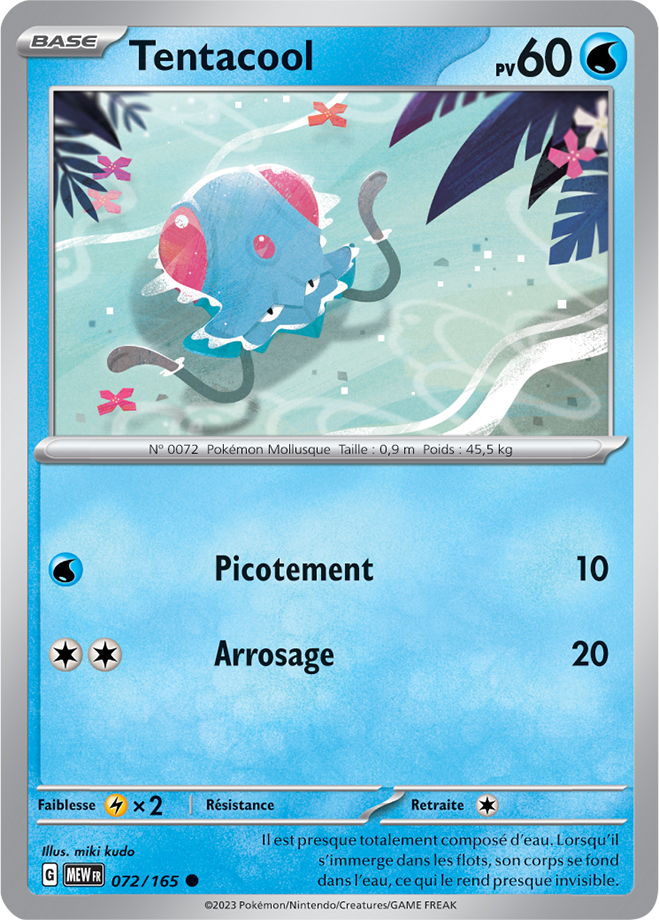 BASE
Tentacool
PV 60
N° 0072 Pokémon Mollusque Taille : 0,9 m Poids : 45,5 kg
Picotement 10
Arrosage 20
Faiblesse ×2 Résistance Retraite
Illus. miki kudo
G MEW FR 072/165
Il est presque totalement composé d'eau. Lorsqu'il
s'immerge dans les flots, son corps se fond
dans l'eau, ce qui le rend presque invisible.
©2023 Pokémon/Nintendo/Creatures/GAME FREAK